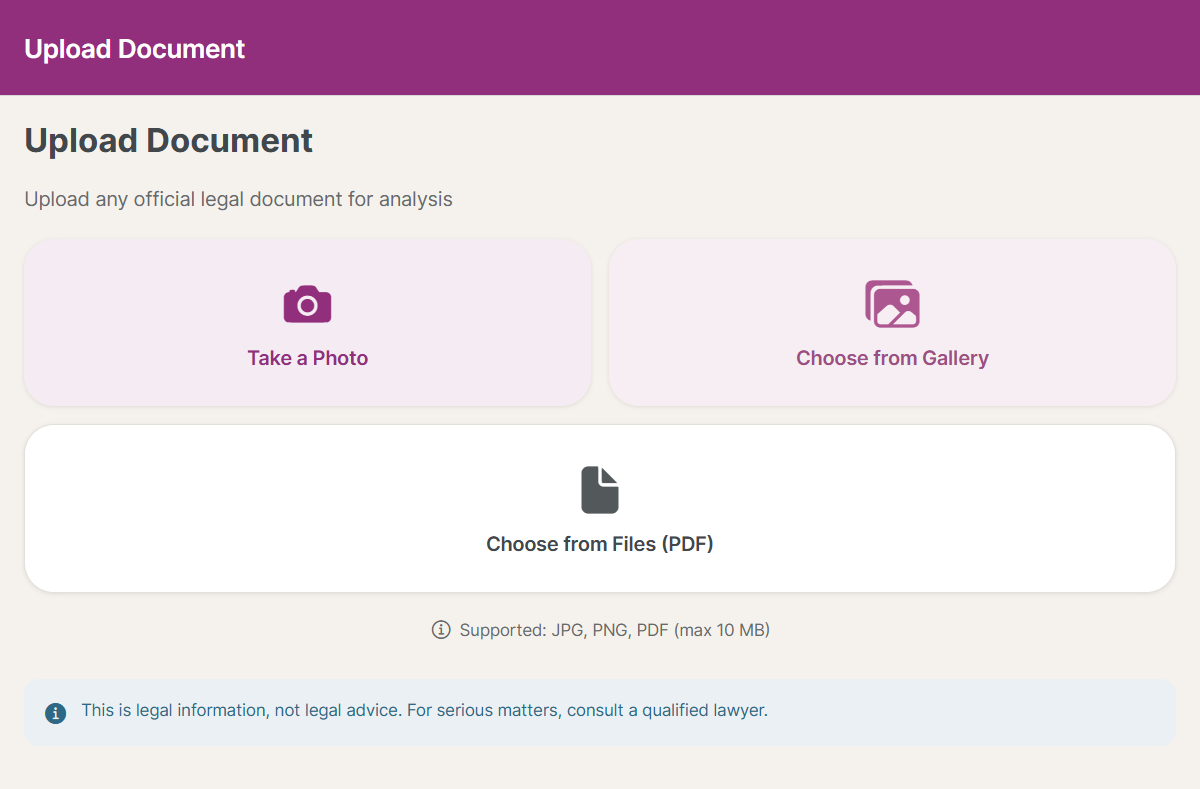 Upload Document
Upload Document
Upload any official legal document for analysis
Take a Photo
Choose from Gallery
Choose from Files (PDF)
Supported: JPG, PNG, PDF (max 10 MB)
This is legal information, not legal advice. For serious matters, consult a qualified lawyer.